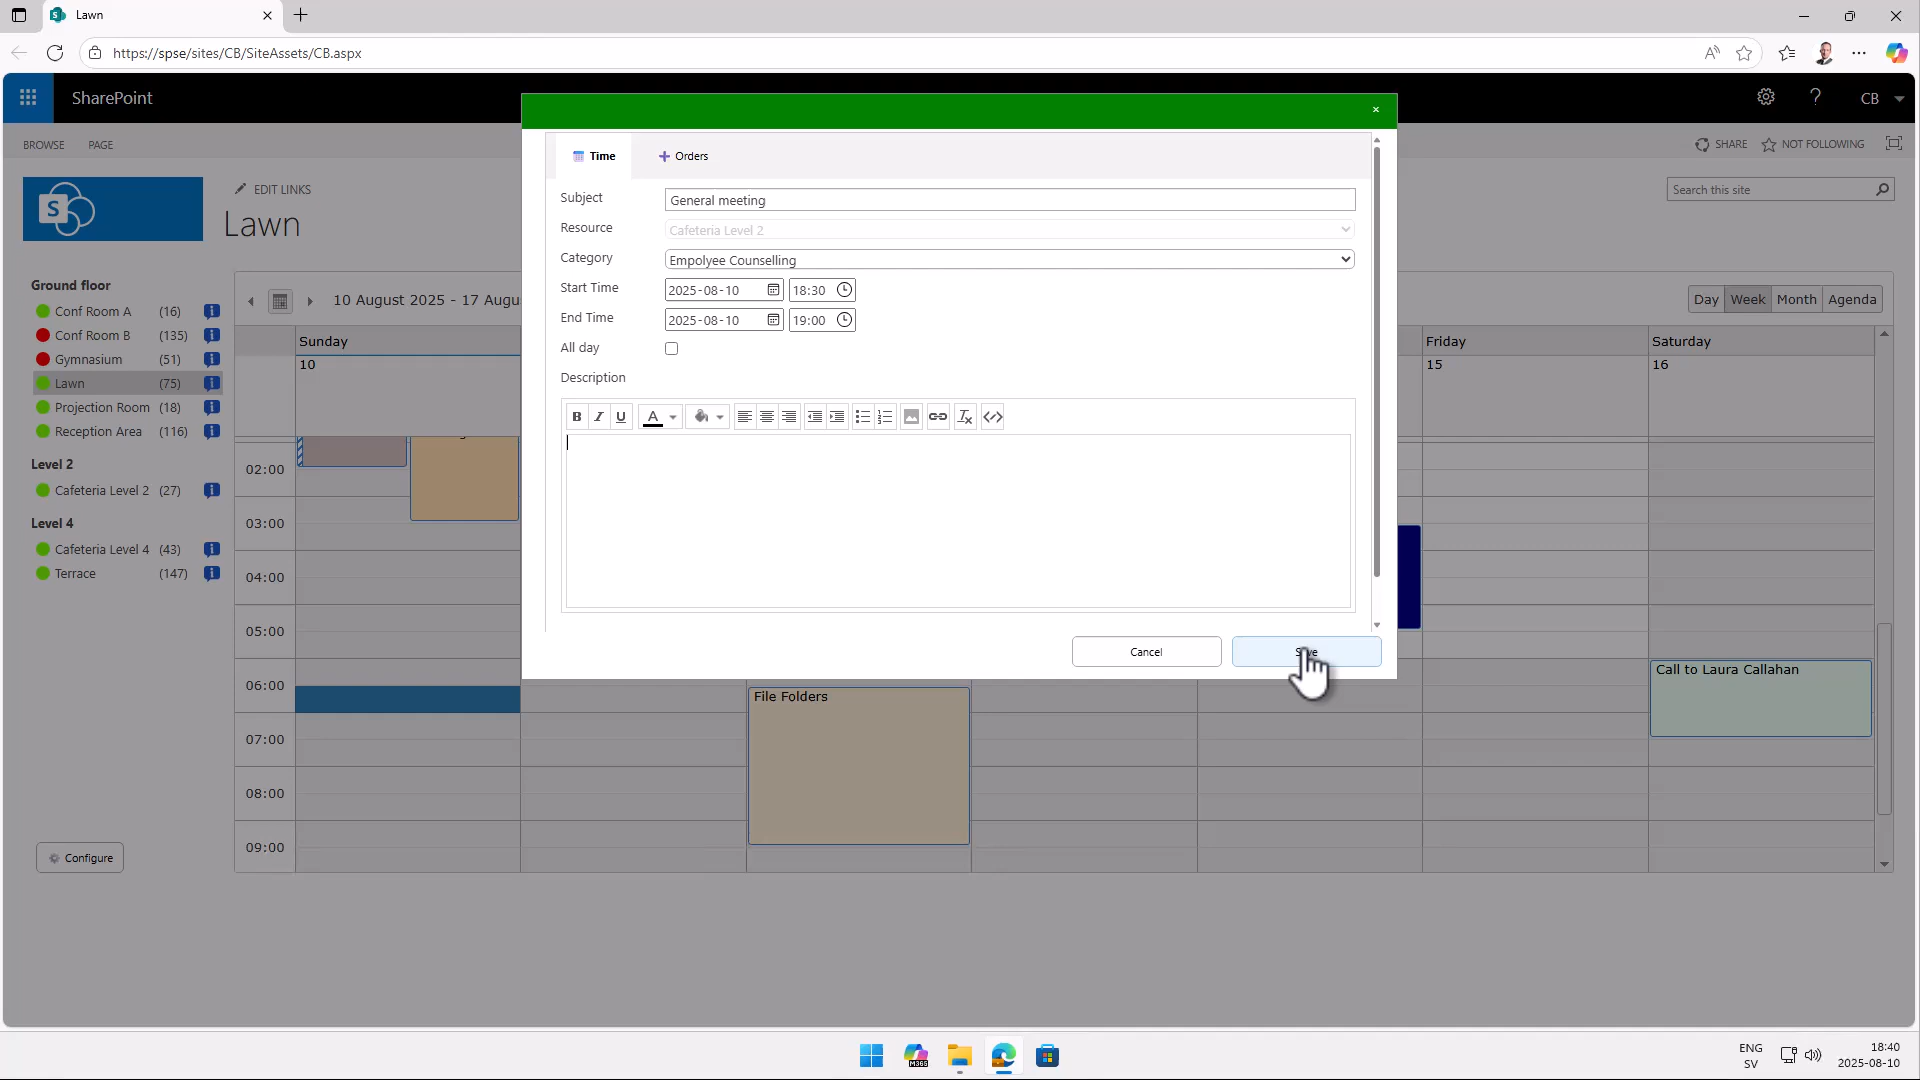 Lawn
https://spse/sites/CB/SiteAssets/CB.aspx
SharePoint
CB
BROWSE
PAGE
SHARE
NOT FOLLOWING
EDIT LINKS
Lawn
Search this site
Ground floor
Conf Room A (16)
Conf Room B (135)
Gymnasium (51)
Lawn (75)
Projection Room (18)
Reception Area (116)
Level 2
Cafeteria Level 2 (27)
Level 4
Cafeteria Level 4 (43)
Terrace (147)
Configure
10 August 2025 - 17 Augu
Day
Week
Month
Agenda
Sunday
Friday
Saturday
10
15
16
02:00
03:00
04:00
05:00
06:00
07:00
08:00
09:00
File Folders
Call to Laura Callahan
Time
Orders
Subject
General meeting
Resource
Cafeteria Level 2
Category
Empolyee Counselling
Start Time
2025-08-10
18:30
End Time
2025-08-10
19:00
All day
Description
B I U A
Cancel
M365
ENG
SV
18:40
2025-08-10